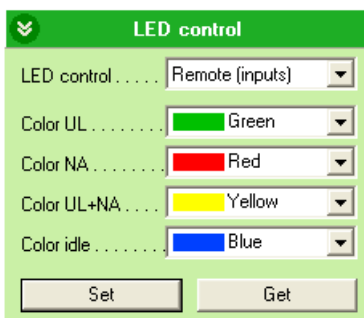 LED control
LED control ..... Remote (inputs)
Color UL ........ Green
Color NA ........ Red
Color UL+NA .... Yellow
Color idle ........ Blue
Set Get